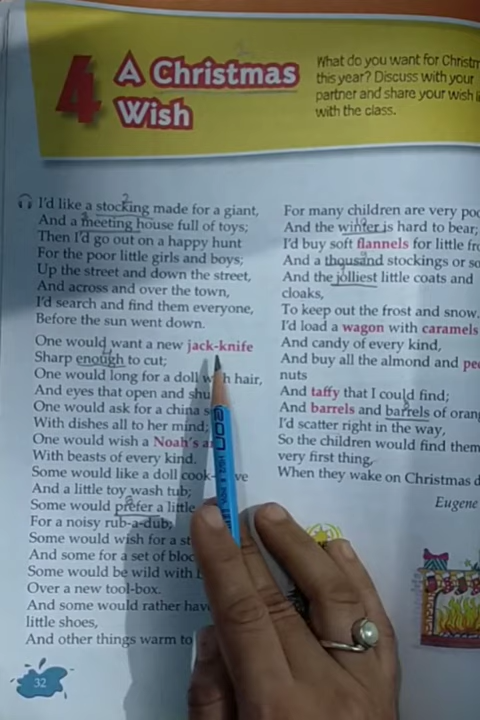 4 A Christmas
Wish
What do you want for
this year? Discuss with your
partner and share your wish
with the class.
I'd like a stocking made for a giant,
And a meeting house full of toys;
Then I'd go out on a happy hunt
For the poor little girls and boys;
Up the street and down the street,
And across and over the town,
I'd search and find them everyone,
Before the sun went down.
One would want a new jack-knife
Sharp enough to cut;
One would long for a doll with hair,
And eyes that open and
One would ask for a china
With dishes all to her mind;
One would wish a Noah's
With beasts of every kind.
Some would like a doll
And a little toy wash tub;
Some would prefer a little
For a noisy rub-a-dub;
Some would wish for a
And some for a set of
Some would be wild with
Over a new tool-box.
And some would rather have
little shoes,
And other things warm to
32
For many children are very
And the winter is hard to bear;
I'd buy soft flannels for little
And a thousand stockings or
And the jolliest little coats and
cloaks,
To keep out the frost and snow.
I'd load a wagon with caramels
And candy of every kind,
And buy all the almond and
nuts
And taffy that I could find;
And barrels and barrels of
I'd scatter right in the way,
So the children would find them
very first thing,
When they wake on Christmas
Eugene